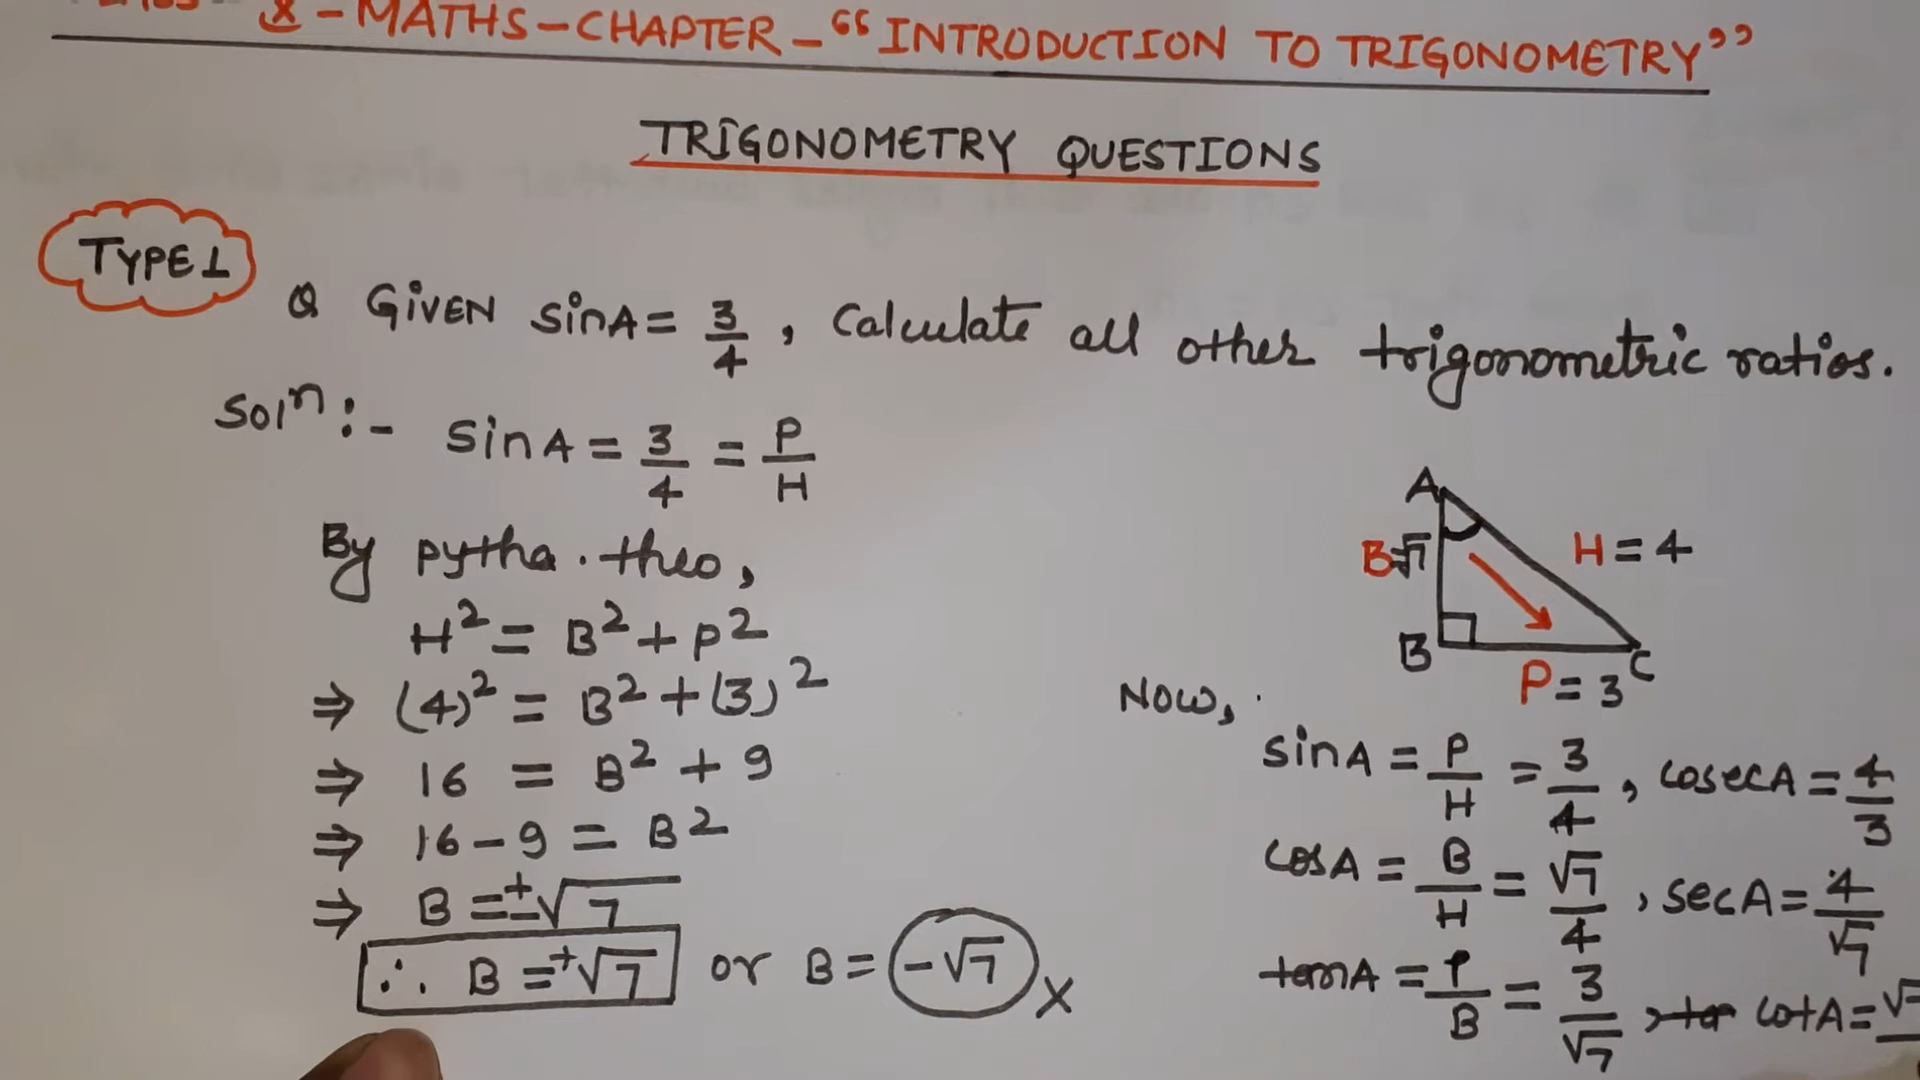 X - MATHS - CHAPTER - “INTRODUCTION TO TRIGONOMETRY”
TRIGONOMETRY QUESTIONS
TYPE 1
Q GIVEN sinA = 3/4, Calculate all other trigonometric ratios.
Solⁿ :- sinA = 3/4 = P/H
By pytha. theo,
H² = B² + P²
⇒ (4)² = B² + (3)²
⇒ 16 = B² + 9
⇒ 16 - 9 = B²
⇒ B = ±√7
∴ B = +√7 or B = -√7 X
A
B=√7
H = 4
B
C
P = 3
Now,
sinA = P/H = 3/4, cosecA = 4/3
cosA = B/H = √7/4, secA = 4/√7
tanA = P/B = 3/√7, cotA =